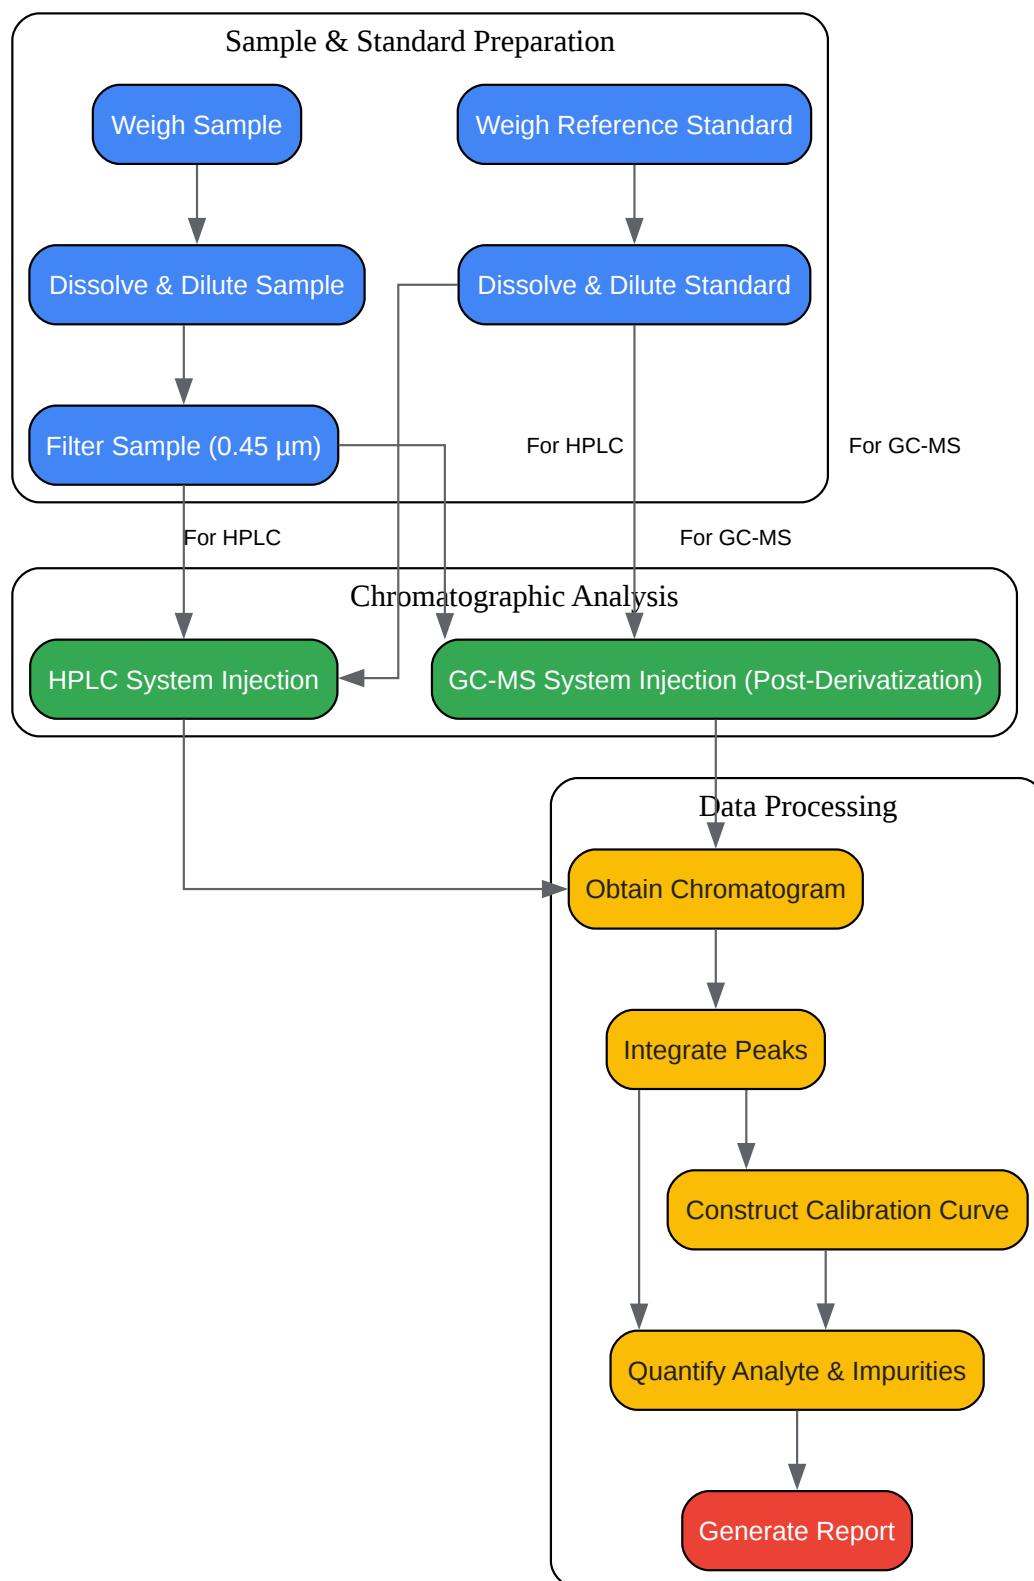 Sample & Standard Preparation
Weigh Sample
Weigh Reference Standard
Dissolve & Dilute Sample
Dissolve & Dilute Standard
Filter Sample (0.45 µm)
For HPLC
For GC-MS
For HPLC
For GC-MS
Chromatographic Analysis
HPLC System Injection
GC-MS System Injection (Post-Derivatization)
Data Processing
Obtain Chromatogram
Integrate Peaks
Construct Calibration Curve
Quantify Analyte & Impurities
Generate Report